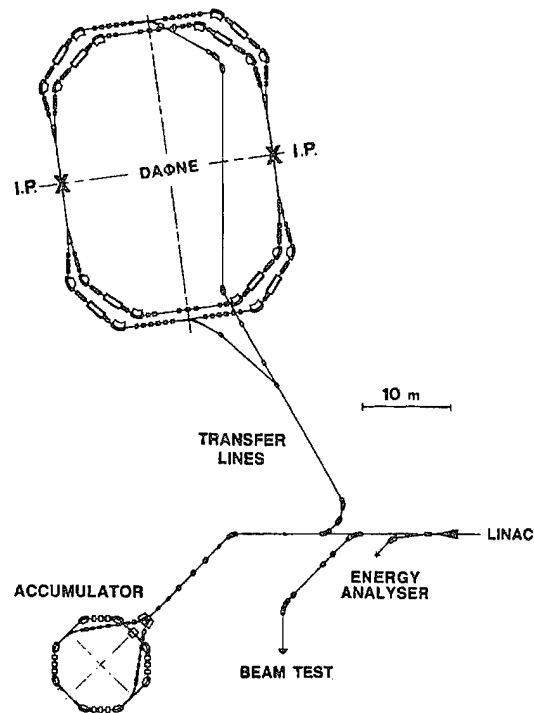 I.P.
DAΦNE
I.P.
10 m
TRANSFER
LINES
LINAC
ENERGY
ANALYSER
ACCUMULATOR
BEAM TEST